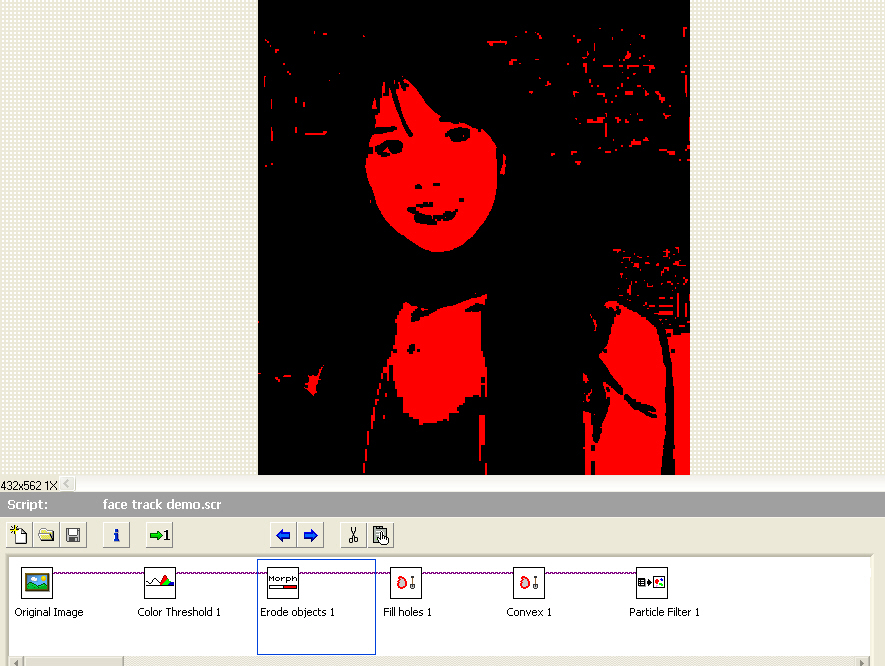 432x562 1X
Script: face track demo.scr
i 1
Morph
Original Image Color Threshold 1 Erode objects 1 Fill holes 1 Convex 1 Particle Filter 1